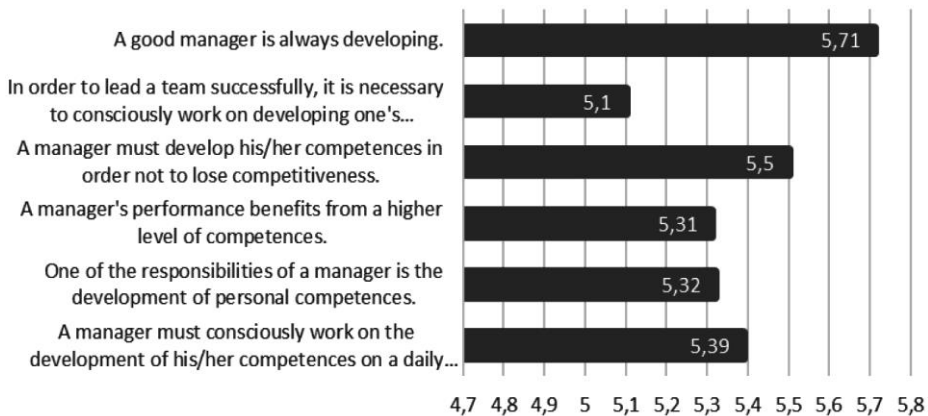 A good manager is always developing.
5,71
In order to lead a team successfully, it is necessary
to consciously work on developing one's...
5,1
A manager must develop his/her competences in
order not to lose competitiveness.
5,5
A manager's performance benefits from a higher
level of competences.
5,31
One of the responsibilities of a manager is the
development of personal competences.
5,32
A manager must consciously work on the
development of his/her competences on a daily...
5,39
4,7 4,8 4,9 5 5,1 5,2 5,3 5,4 5,5 5,6 5,7 5,8